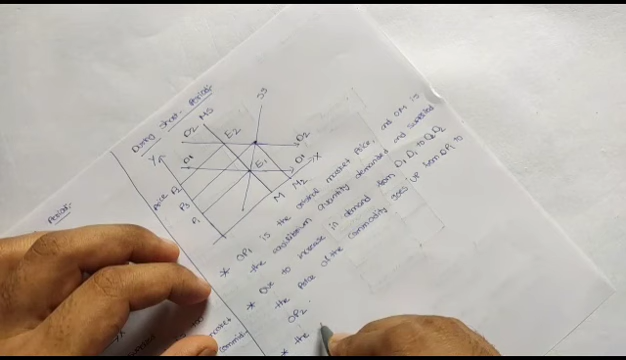 During Short-Period
SS
D2
MS
E2
D2
Y
D1
E1
D1
X
Price
P2
P3
P1
M
M2
* OP1 is the original market price, and OM is
the equilibrium quantity demanded and supplied
* Due to increase in demand from D1D1 to D2D2
the price of the commodity goes up from OP1 to
OP2.
* the
Period:
market